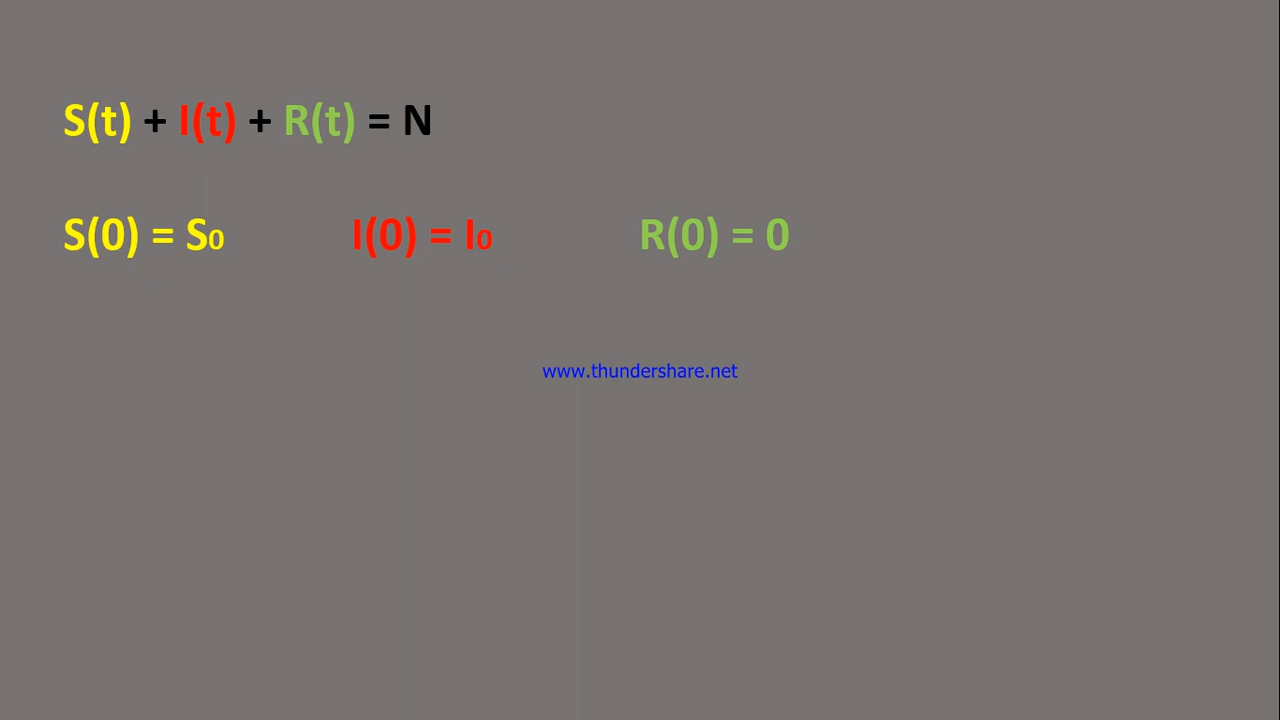 S(t) + I(t) + R(t) = N
S(0) = S₀ I(0) = I₀ R(0) = 0
www.thundershare.net